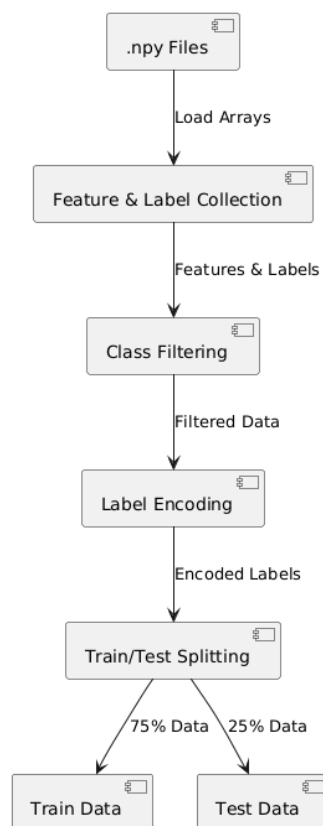 .npy Files
Load Arrays
Feature & Label Collection
Features & Labels
Class Filtering
Filtered Data
Label Encoding
Encoded Labels
Train/Test Splitting
75% Data
25% Data
Train Data
Test Data